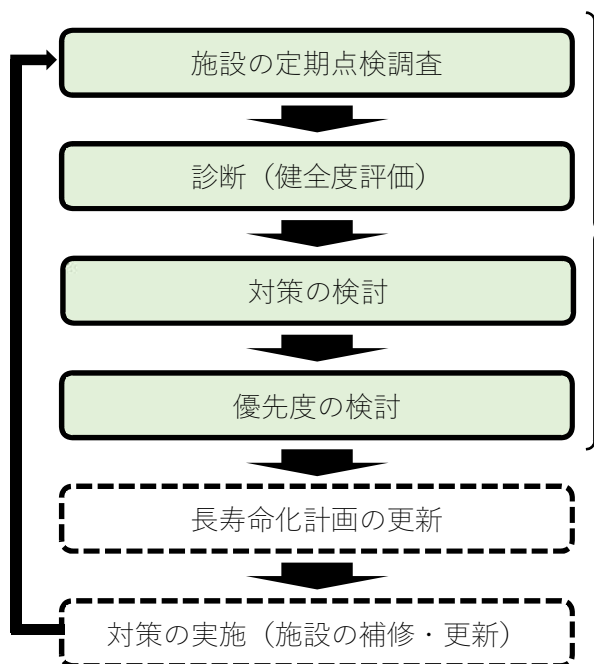 施設の定期点検調査
診断（健全度評価）
対策の検討
優先度の検討
長寿命化計画の更新
対策の実施（施設の補修・更新）